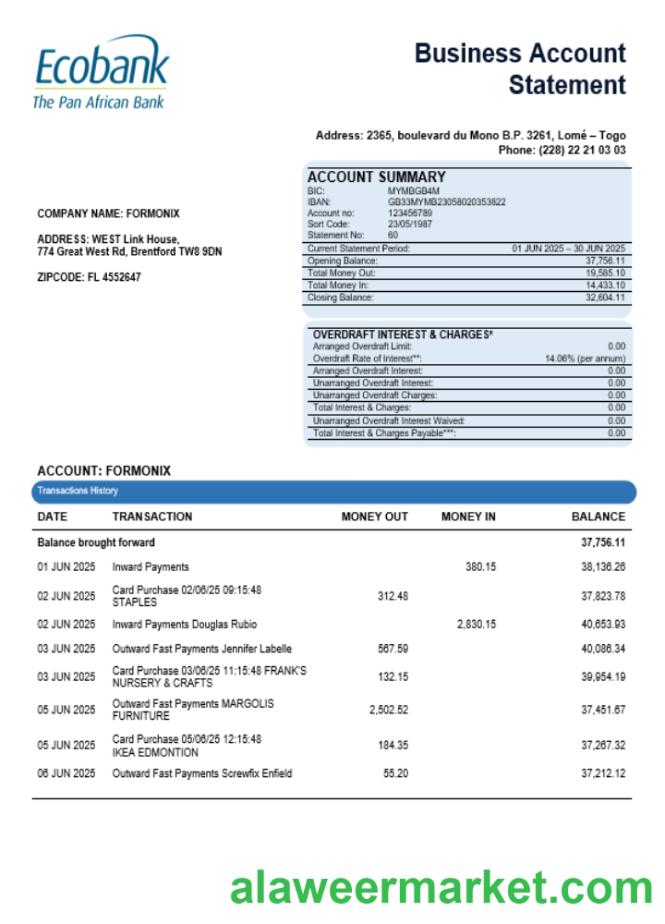 Ecobank
The Pan African Bank
Business Account
Statement
Address: 2365, boulevard du Mono B.P. 3261, Lomé – Togo
Phone: (228) 22 21 03 03
COMPANY NAME: FORMONIX
ADDRESS: WEST Link House,
774 Great West Rd, Brentford TW8 9DN
ZIPCODE: FL 4552647
ACCOUNT SUMMARY
BIC: MYMBGB4M
IBAN: GB33MYMB23058020353822
Account no: 123456789
Sort Code: 23/05/1987
Statement No: 60
Current Statement Period: 01 JUN 2025 – 30 JUN 2025
Opening Balance: 37,756.11
Total Money Out: 19,585.10
Total Money In: 14,433.10
Closing Balance: 32,604.11
OVERDRAFT INTEREST & CHARGES*
Arranged Overdraft Limit: 0.00
Overdraft Rate of Interest**: 14.06% (per annum)
Arranged Overdraft Interest: 0.00
Unarranged Overdraft Interest: 0.00
Unarranged Overdraft Charges: 0.00
Total Interest & Charges: 0.00
Unarranged Overdraft Interest Waived: 0.00
Total Interest & Charges Payable***: 0.00
ACCOUNT: FORMONIX
Transactions History
DATE TRANSACTION MONEY OUT MONEY IN BALANCE
Balance brought forward 37,756.11
01 JUN 2025 Inward Payments 380.15 38,136.26
02 JUN 2025 Card Purchase 02/06/25 09:15:48
STAPLES 312.48 37,823.78
02 JUN 2025 Inward Payments Douglas Rubio 2,830.15 40,653.93
03 JUN 2025 Outward Fast Payments Jennifer Labelle 567.59 40,086.34
03 JUN 2025 Card Purchase 03/06/25 11:15:48 FRANK'S
NURSERY & CRAFTS 132.15 39,954.19
05 JUN 2025 Outward Fast Payments MARGOLIS
FURNITURE 2,502.52 37,451.67
05 JUN 2025 Card Purchase 05/06/25 12:15:48
IKEA EDMONTION 184.35 37,267.32
06 JUN 2025 Outward Fast Payments Screwfix Enfield 55.20 37,212.12
alaweermarket.com